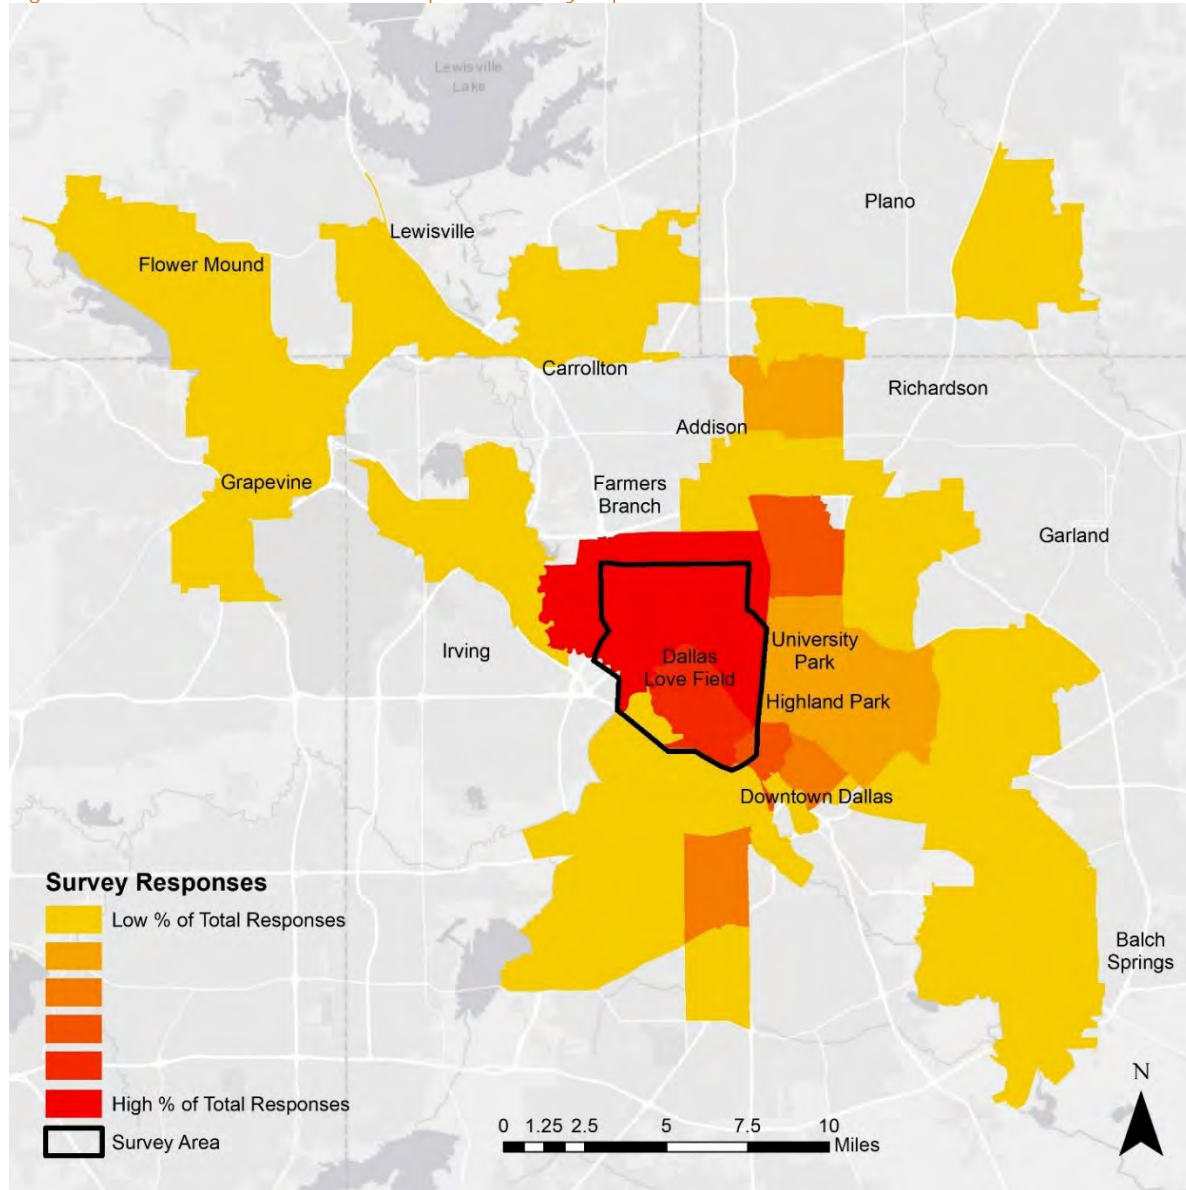 Lewisville
Lake
Plano
Lewisville
Flower Mound
Carrollton
Richardson
Addison
Grapevine
Farmers
Branch
Garland
University
Park
Irving
Dallas
Love Field
Highland Park
Downtown Dallas
Survey Responses
Low % of Total Responses
Balch
Springs
N
High % of Total Responses
0 1.25 2.5 5 7.5 10
Miles
Survey Area